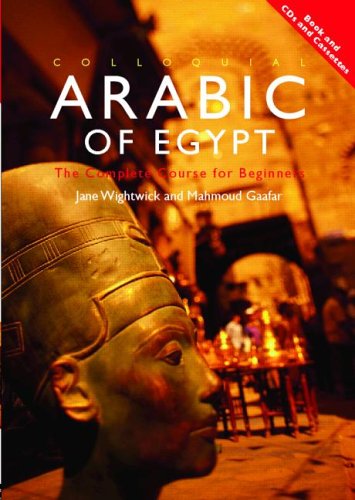 Book and
CDs and Cassettes
COLLOQUIAL
ARABIC
OF EGYPT
The Complete Course for Beginners
Jane Wightwick and Mahmoud Gaafar